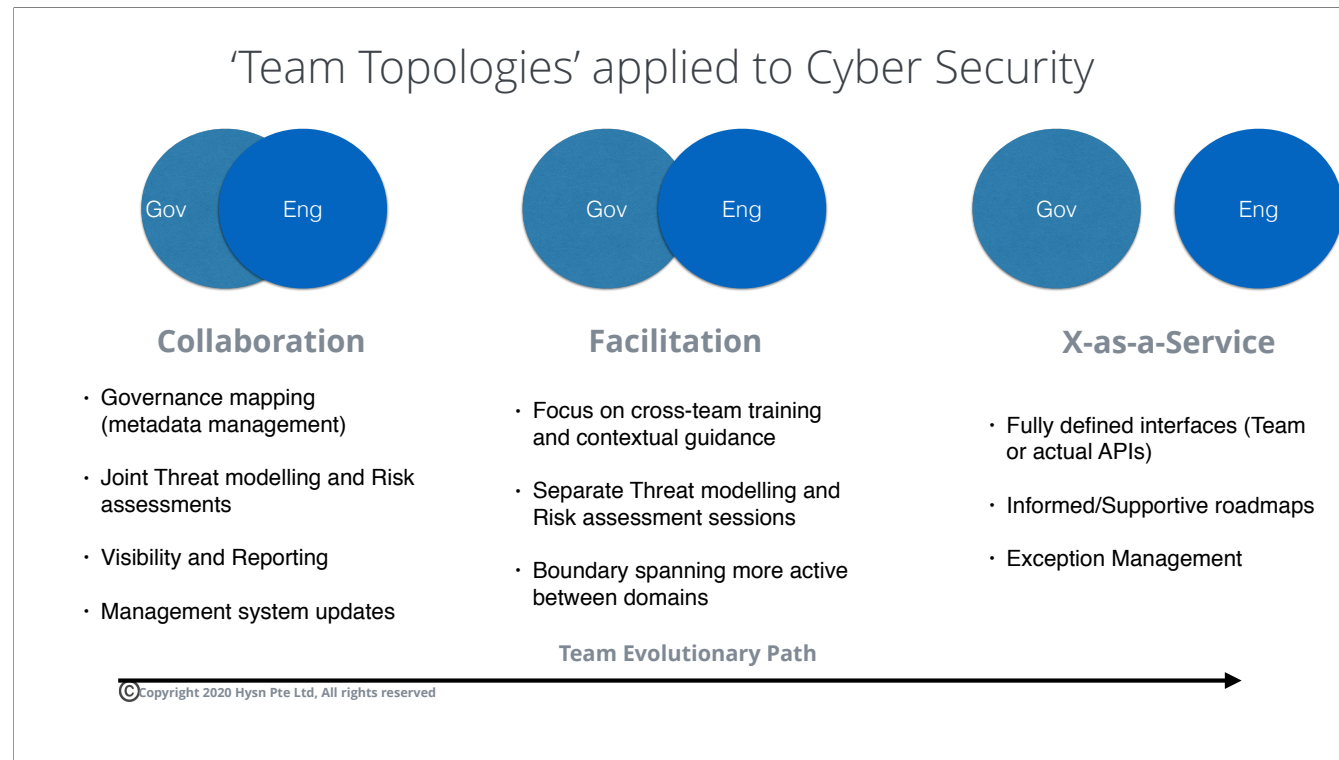 'Team Topologies' applied to Cyber Security
Gov
Eng
Gov
Eng
Gov
Eng
Collaboration
· Governance mapping
(metadata management)
· Joint Threat modelling and Risk
assessments
· Visibility and Reporting
· Management system updates
Facilitation
· Focus on cross-team training
and contextual guidance
· Separate Threat modelling and
Risk assessment sessions
· Boundary spanning more active
between domains
X-as-a-Service
· Fully defined interfaces (Team
or actual APIs)
· Informed/Supportive roadmaps
· Exception Management
Team Evolutionary Path
©Copyright 2020 Hysn Pte Ltd, All rights reserved